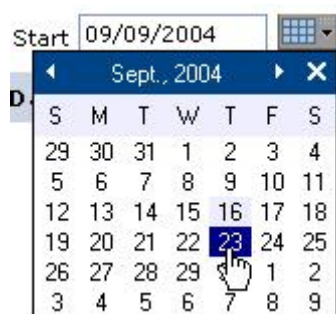 Start 09/09/2004
Sept., 2004
D
S M T W T F S
29 30 31 1 2 3 4
5 6 7 8 9 10 11
12 13 14 15 16 17 18
19 20 21 22 23 24 25
26 27 28 29 1 2
3 4 5 6 7 8 9